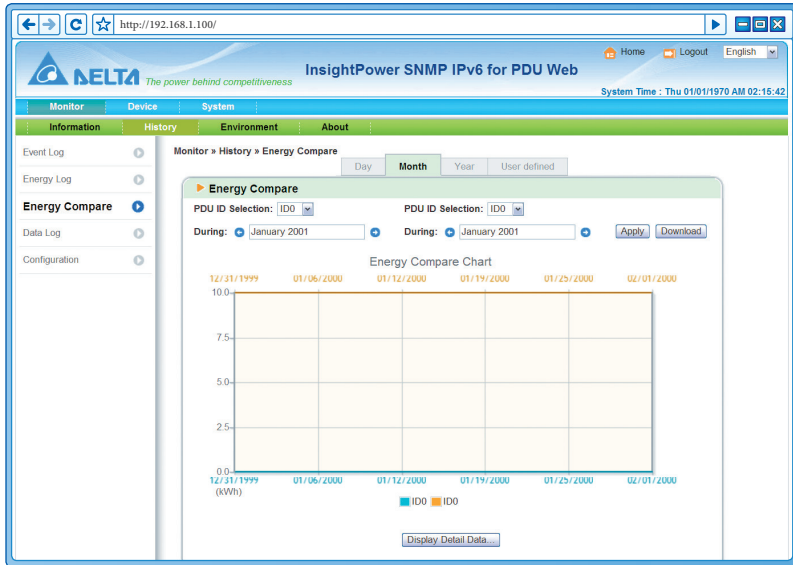 http://192.168.1.100/
Home Logout English
DELTA The power behind competitiveness
InsightPower SNMP IPv6 for PDU Web
System Time : Thu 01/01/1970 AM 02:15:42
Monitor Device System
Information History Environment About
Event Log
Energy Log
Energy Compare
Data Log
Configuration
Monitor » History » Energy Compare
Day Month Year User defined
Energy Compare
PDU ID Selection: ID0 PDU ID Selection: ID0
During: January 2001 During: January 2001 Apply Download
Energy Compare Chart
12/31/1999 01/06/2000 01/12/2000 01/19/2000 01/25/2000 02/01/2000
10.0
7.5
5.0
2.5
0.0
12/31/1999 01/06/2000 01/12/2000 01/19/2000 01/25/2000 02/01/2000
(kWh)
ID0 ID0
Display Detail Data...